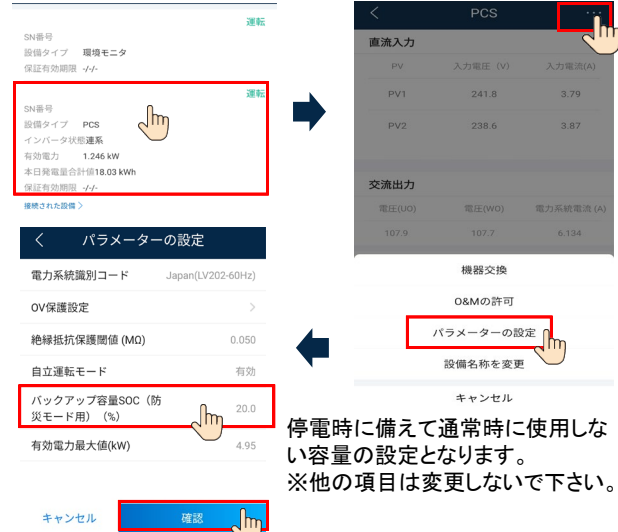 運転
SN番号
設備タイプ 環境モニタ
保証有効期限 -/-/-
運転
SN番号
設備タイプ PCS
インバータ状態連系
有効電力 1.246 kW
本日発電量合計値18.03 kWh
保証有効期限 -/-/-
接続された設備 >
< PCS ...
直流入力
PV 入力電圧（V） 入力電流(A)
PV1 241.8 3.79
PV2 238.6 3.87
交流出力
電圧(UO) 電圧(WO) 電力系統電流 (A)
107.9 107.7 6.134
機器交換
O&Mの許可
パラメーターの設定
設備名称を変更
キャンセル
< パラメーターの設定
電力系統識別コード Japan(LV202-60Hz)
OV保護設定 >
絶縁抵抗保護閾値 (MΩ) 0.050
自立運転モード 有効
バックアップ容量SOC（防
災モード用）（%） 20.0
有効電力最大値(kW) 4.95
キャンセル 確認
停電時に備えて通常時に使用しな
い容量の設定となります。
※他の項目は変更しないで下さい。